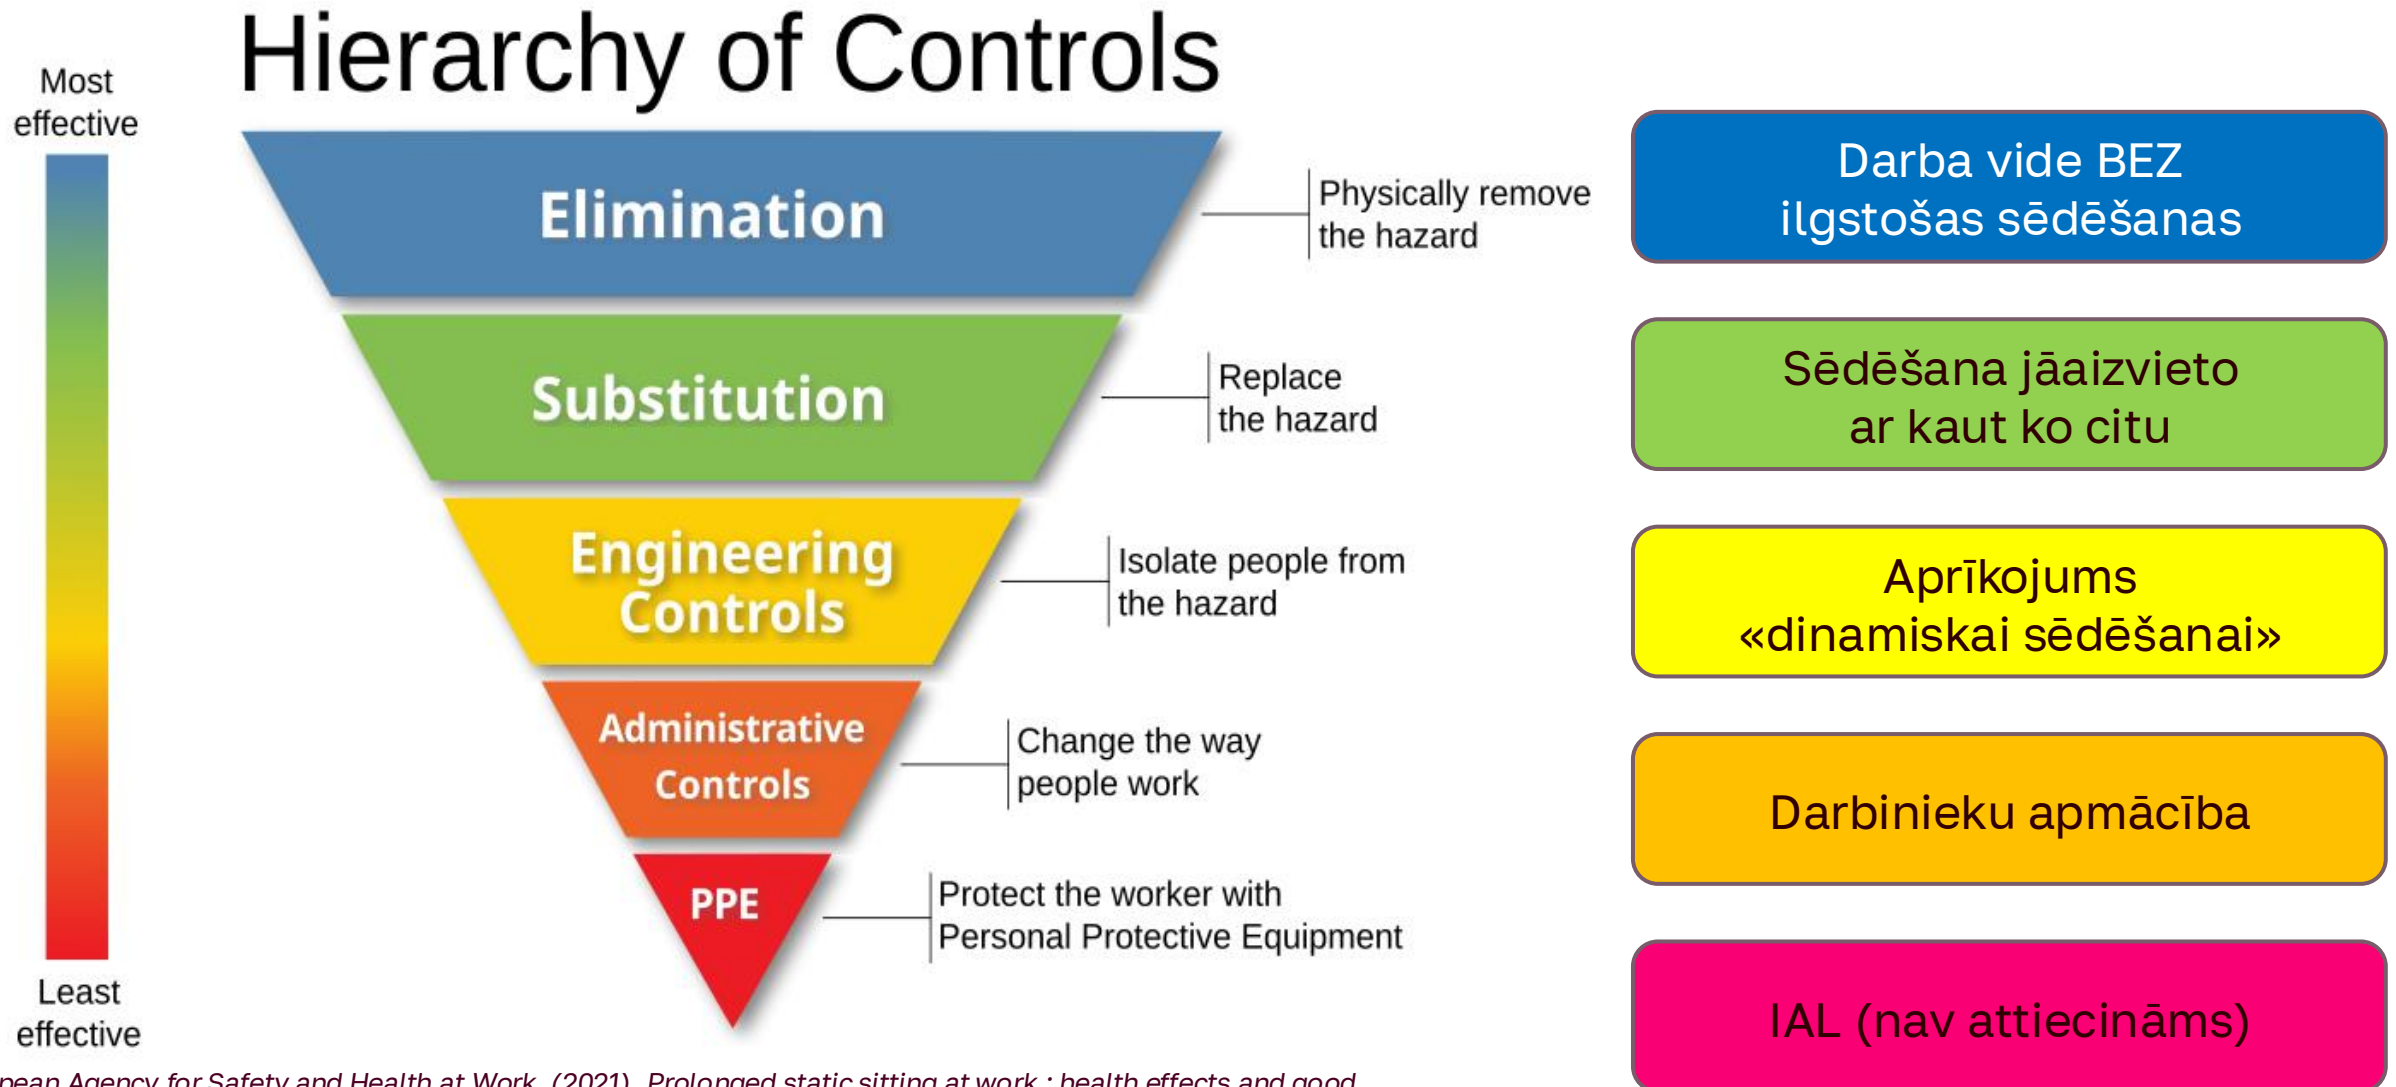 Hierarchy of Controls
Most
effective
Elimination
Physically remove
the hazard
Darba vide BEZ
ilgstošas sēdēšanas
Substitution
Replace
the hazard
Sēdēšana jāaizvieto
ar kaut ko citu
Engineering
Controls
Isolate people from
the hazard
Aprīkojums
«dinamiskai sēdēšanai»
Administrative
Controls
Change the way
people work
Darbinieku apmācība
PPE
Protect the worker with
Personal Protective Equipment
IAL (nav attiecināms)
Least
effective
pean Agency for Safety and Health at Work. (2021). Prolonged static sitting at work : health effects and good